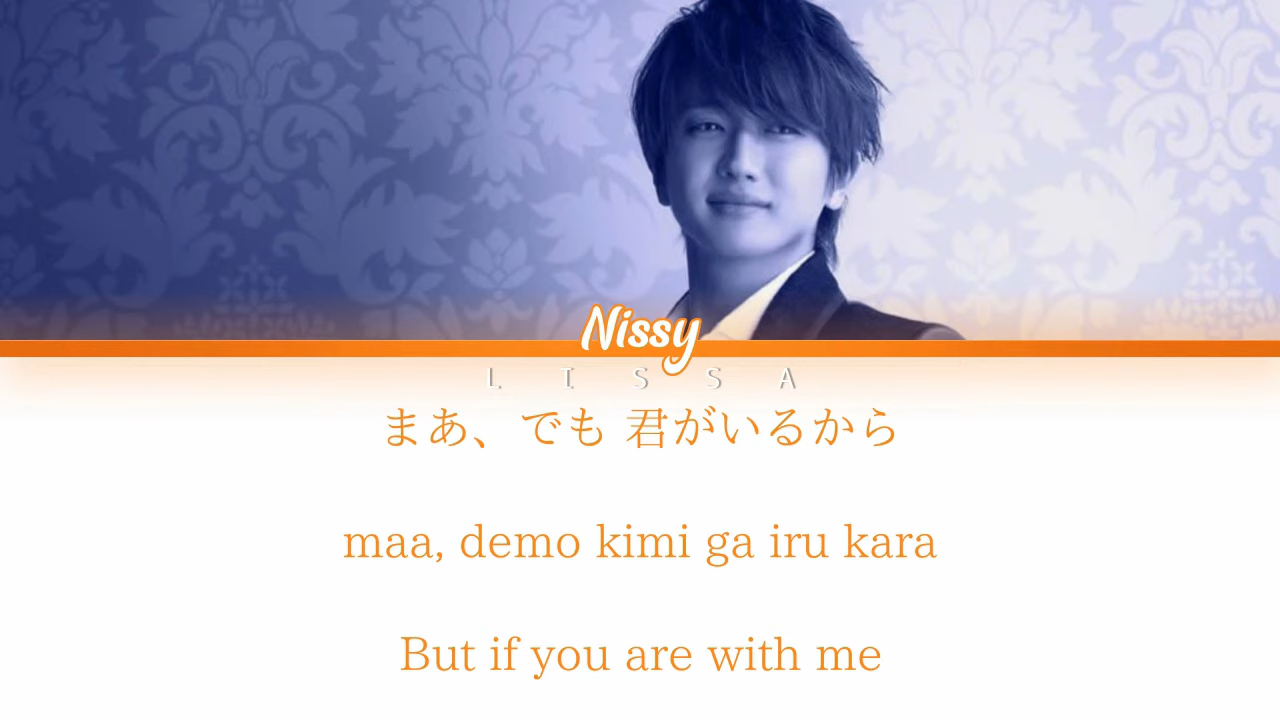 Nissy
LISSA
まあ、でも 君がいるから
maa, demo kimi ga iru kara
But if you are with me